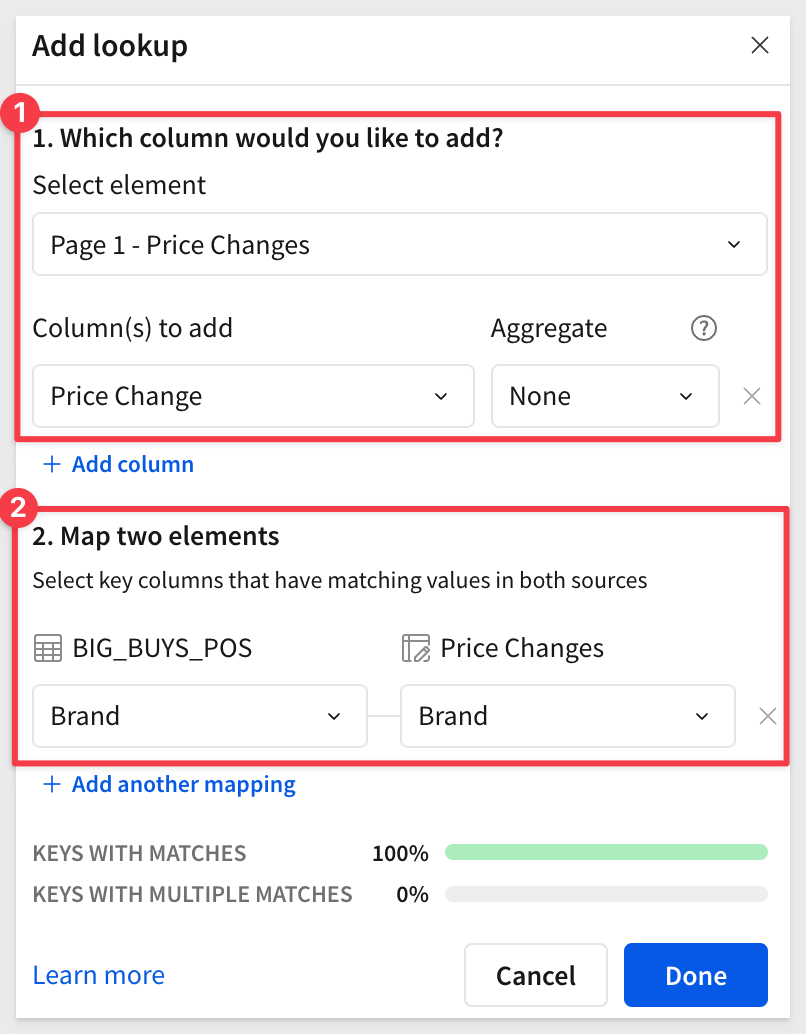 Add lookup
1
1. Which column would you like to add?
Select element
Page 1 - Price Changes
Column(s) to add Aggregate ?
Price Change None
+ Add column
2
2. Map two elements
Select key columns that have matching values in both sources
BIG_BUYS_POS Price Changes
Brand Brand
+ Add another mapping
KEYS WITH MATCHES 100%
KEYS WITH MULTIPLE MATCHES 0%
Learn more Cancel Done